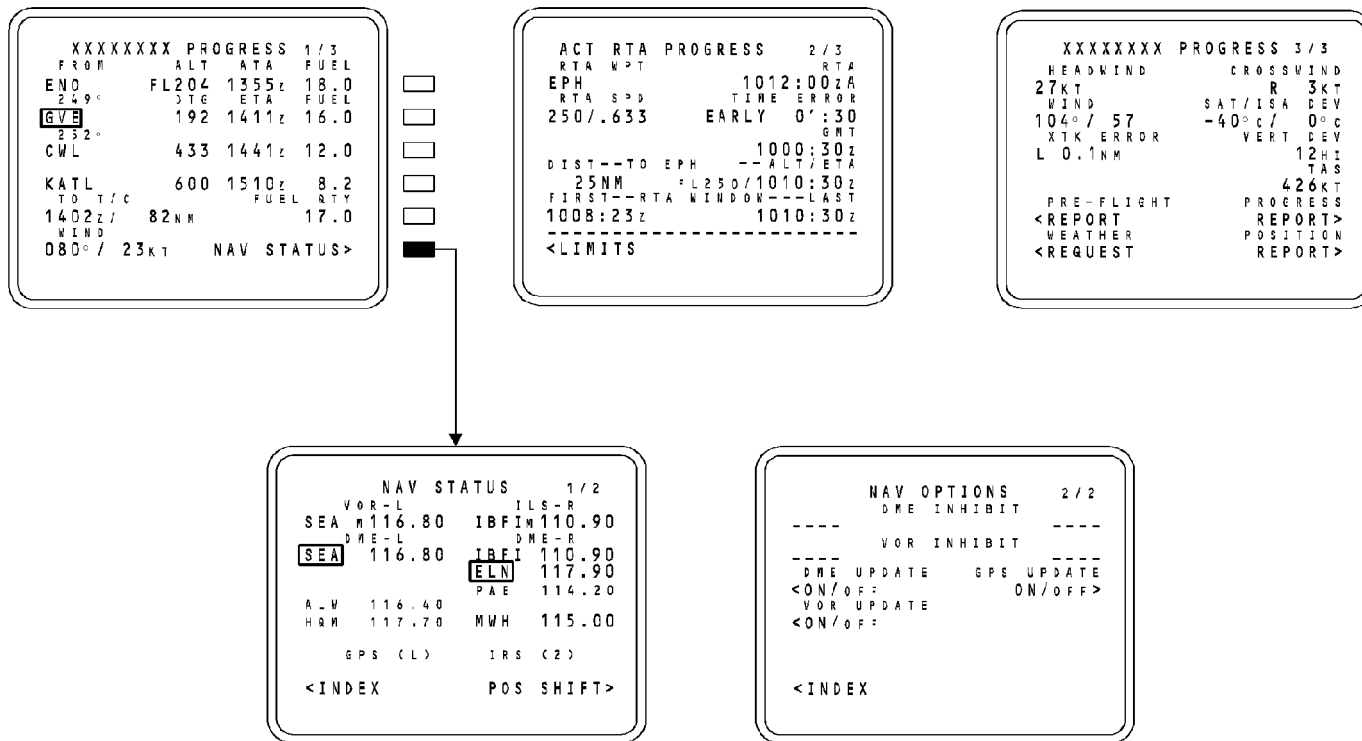 XXXXXXXX PROGRESS 1/3
FROM ALT ATA FUEL
ENO FL204 1355z 18.0
249° DTG ETA FUEL
GVE 192 1411z 16.0
252°
CWL 433 1441z 12.0
KATL 600 1510z 8.2
TO T/C FUEL QTY
1402z/ 82NM 17.0
WIND
080°/ 23KT NAV STATUS>
ACT RTA PROGRESS 2/3
RTA WPT RTA
EPH 1012:00zA
RTA SPD TIME ERROR
250/.633 EARLY 0':30
GMT
1000:30z
DIST--TO EPH --ALT/ETA
25NM FL250/1010:30z
FIRST--RTA WINDOW---LAST
1008:23z 1010:30z
------------------------
<LIMITS
XXXXXXXX PROGRESS 3/3
HEADWIND CROSSWIND
27KT R 3KT
WIND SAT/ISA DEV
104°/ 57 -40°C/ 0°C
XTK ERROR VERT DEV
L 0.1NM 12HI
TAS
426KT
PRE-FLIGHT PROGRESS
<REPORT REPORT>
WEATHER POSITION
<REQUEST REPORT>
NAV STATUS 1/2
VOR-L ILS-R
SEA M116.80 IBFIM110.90
DME-L DME-R
SEA 116.80 IBFI 110.90
ELN 117.90
PAE 114.20
116.40
HQM 117.70 MWH 115.00
GPS (L) IRS (2)
<INDEX POS SHIFT>
NAV OPTIONS 2/2
DME INHIBIT
---- ----
VOR INHIBIT
---- ----
DME UPDATE GPS UPDATE
<ON/OFF ON/OFF>
VOR UPDATE
<ON/OFF
<INDEX